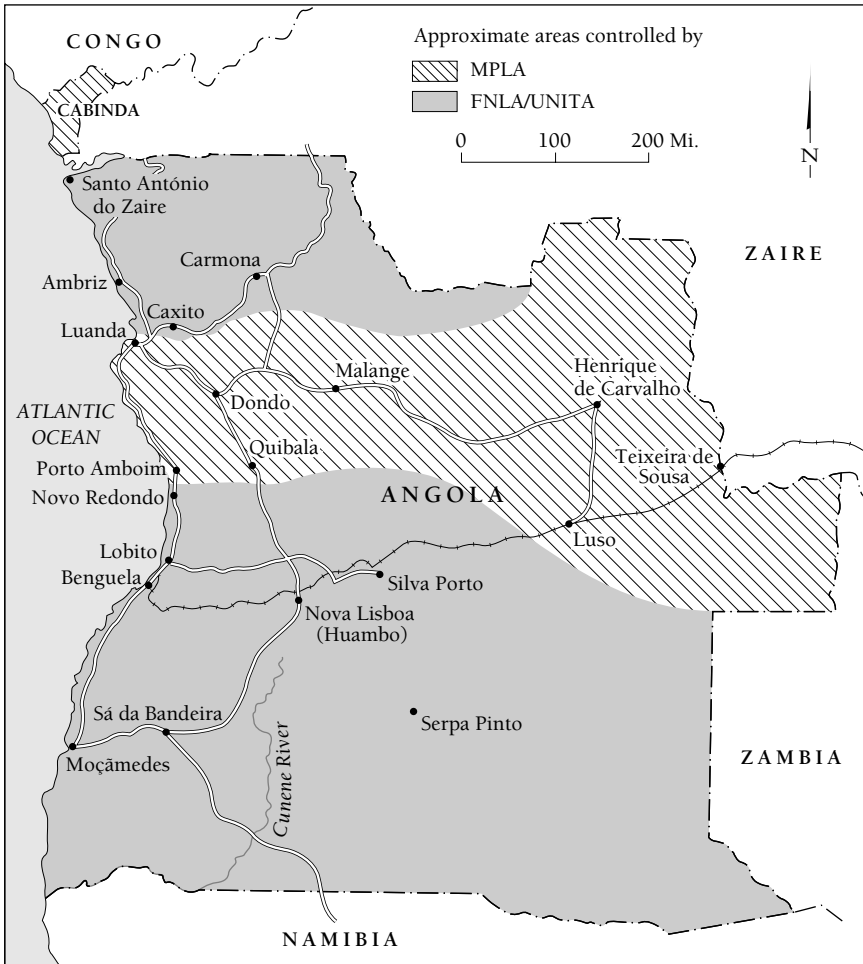 CONGO
Approximate areas controlled by
MPLA
FNLA/UNITA
CABINDA
0 100 200 Mi.
N
Santo António
do Zaire
Carmona
ZAIRE
Ambriz
Caxito
Luanda
Malange
Henrique
de Carvalho
Dondo
ATLANTIC
OCEAN
Quibala
Teixeira de
Sousa
Porto Amboim
Novo Redondo
ANGOLA
Luso
Lobito
Benguela
Silva Porto
Nova Lisboa
(Huambo)
Sá da Bandeira
Serpa Pinto
Cunene River
Moçãmedes
ZAMBIA
NAMIBIA